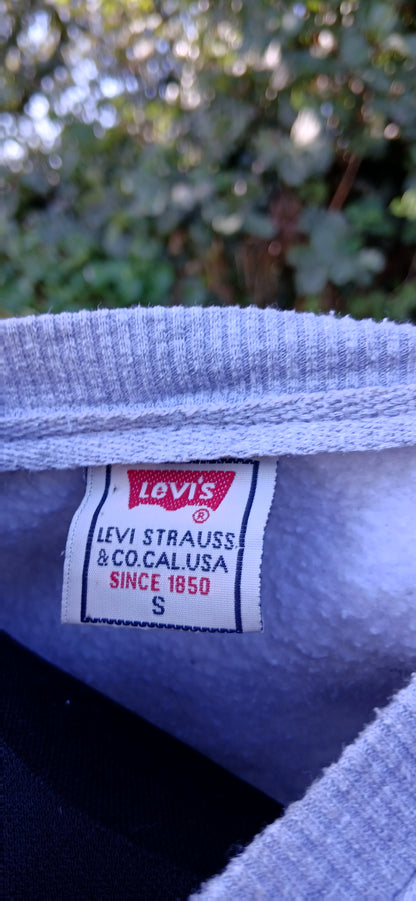 Levi's
®
LEVI STRAUSS.
& CO.CAL.USA
SINCE 1850
S